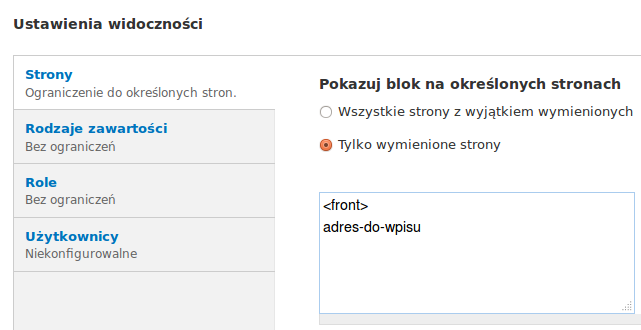 Ustawienia widoczności
Strony
Ograniczenie do określonych stron.
Rodzaje zawartości
Bez ograniczeń
Role
Bez ograniczeń
Użytkownicy
Niekonfigurowalne
Pokazuj blok na określonych stronach
Wszystkie strony z wyjątkiem wymienionych
Tylko wymienione strony
<front>
adres-do-wpisu